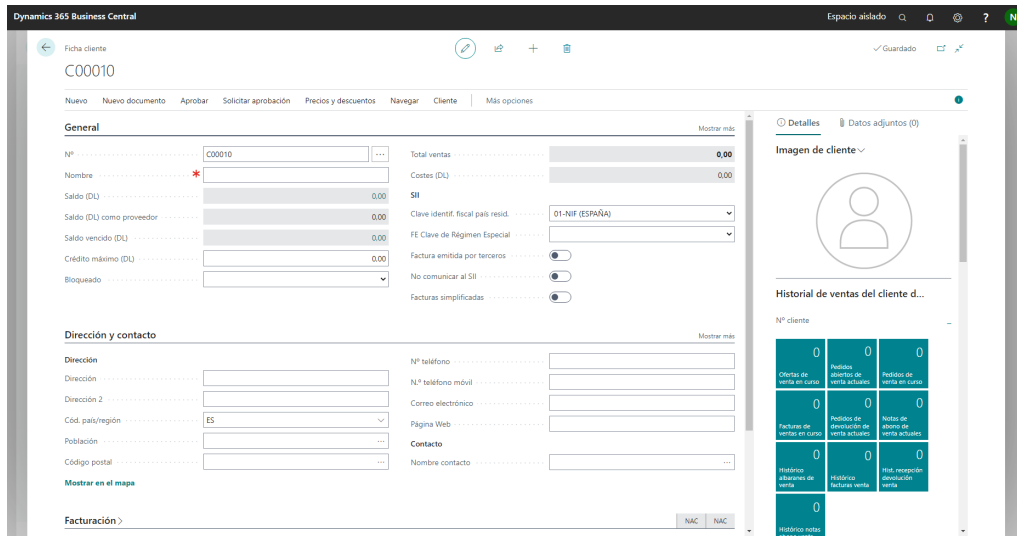 Dynamics 365 Business Central
Espacio aislado
?
N
Ficha cliente
Guardado
C00010
Nuevo Nuevo documento Aprobar Solicitar aprobación Precios y descuentos Navegar Cliente Más opciones
General
Mostrar más
Nº C00010 ...
Nombre *
Saldo (DL) 0,00
Saldo (DL) como proveedor 0.00
Saldo vencido (DL) 0.00
Crédito máximo (DL) 0.00
Bloqueado
Total ventas 0,00
Costes (DL) 0,00
SII
Clave identif. fiscal país resid. 01-NIF (ESPAÑA)
FE Clave de Régimen Especial
Factura emitida por terceros
No comunicar al SII
Facturas simplificadas
Dirección y contacto
Mostrar más
Dirección
Dirección
Dirección 2
Cód. país/región ES
Población ...
Código postal ...
Mostrar en el mapa
Nº teléfono
N.º teléfono móvil
Correo electrónico
Página Web
Contacto
Nombre contacto ...
Facturación >
NAC NAC
Detalles
Datos adjuntos (0)
Imagen de cliente
Historial de ventas del cliente d...
Nº cliente _
0
Ofertas de
venta en curso
0
Pedidos
abiertos de
venta actuales
0
Pedidos de
venta en curso
0
Facturas de
ventas en curso
0
Pedidos de
devolución de
venta actuales
0
Notas de
abono de
venta actuales
0
Histórico
albaranes de
venta
0
Histórico
facturas venta
0
Hist. recepción
devolución
venta
0
Histórico notas